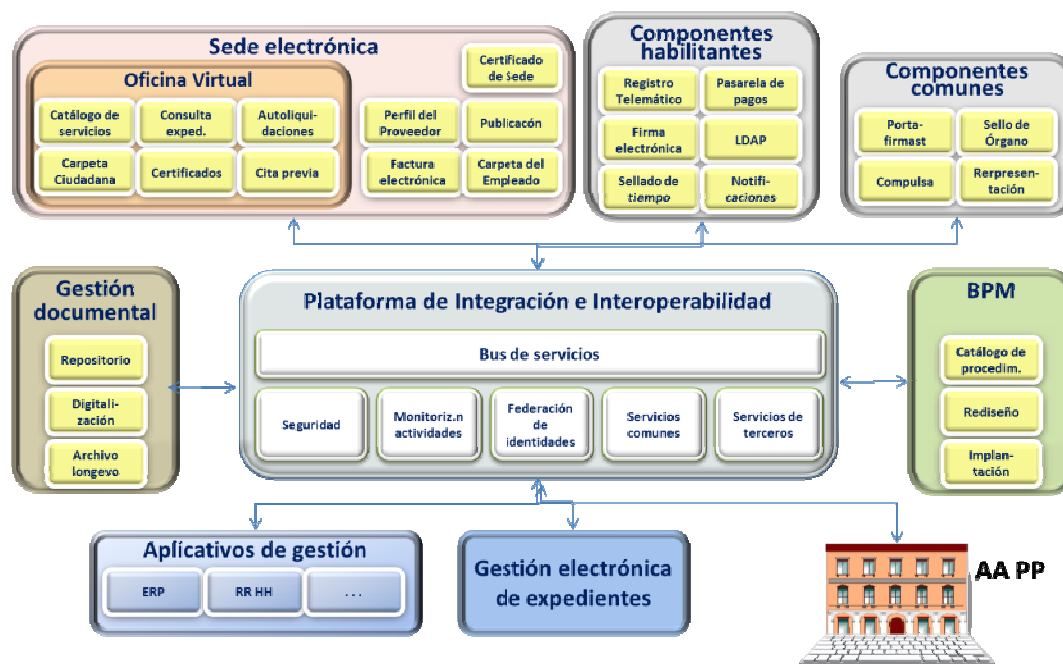 Sede electrónica
Certificado
de Sede
Oficina Virtual
Catálogo de
servicios
Consulta
exped.
Autoliqui-
daciones
Carpeta
Ciudadana
Certificados
Cita previa
Perfil del
Proveedor
Publicacón
Factura
electrónica
Carpeta del
Empleado
Componentes
habilitantes
Registro
Telemático
Pasarela de
pagos
Firma
electrónica
LDAP
Sellado de
tiempo
Notifi-
caciones
Componentes
comunes
Porta-
firmast
Sello de
Órgano
Compulsa
Rerpresen-
tación
Gestión
documental
Repositorio
Digitali-
zación
Archivo
longevo
Plataforma de Integración e Interoperabilidad
Bus de servicios
Seguridad
Monitoriz.n
actividades
Federación
de
identidades
Servicios
comunes
Servicios de
terceros
BPM
Catálogo de
procedim.
Rediseño
Implan-
tación
Aplícativos de gestión
ERP
RR HH
. . .
Gestión electrónica
de expedientes
AA PP